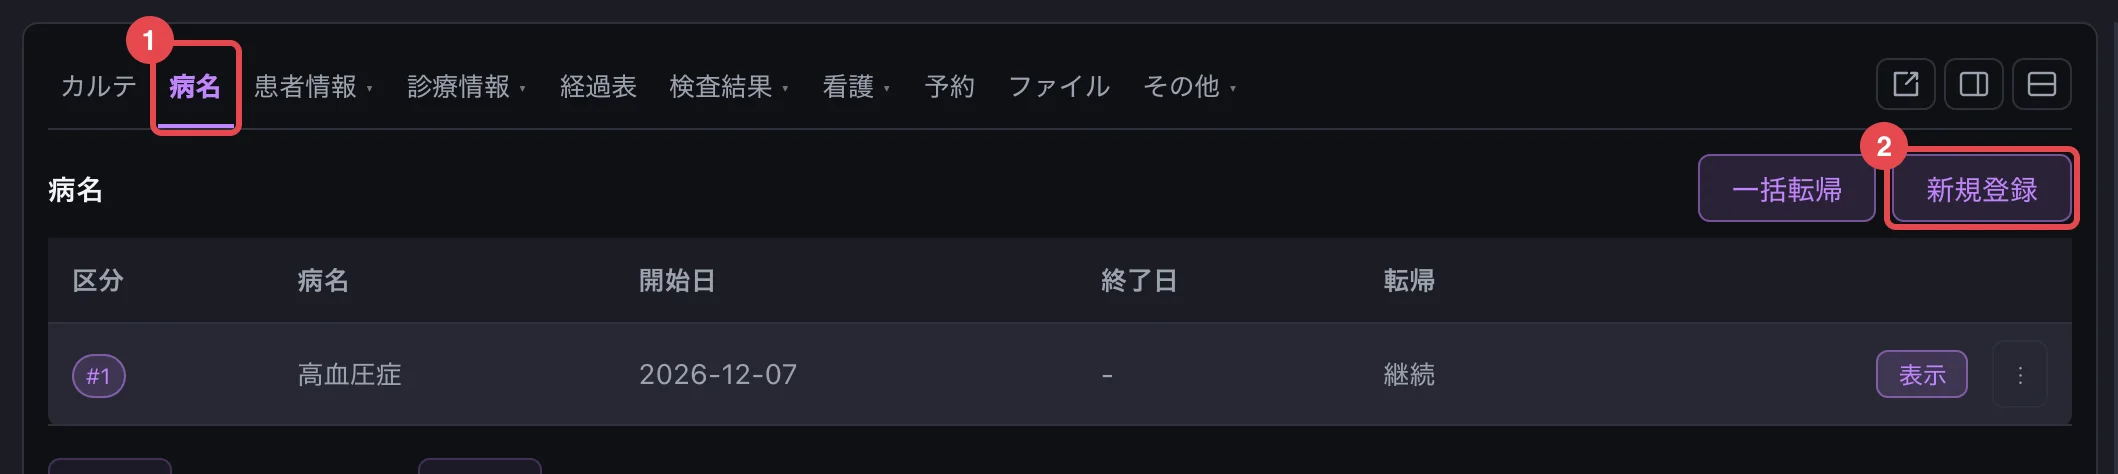 1
カルテ 病名 患者情報 ▾ 診療情報 ▾ 経過表 検査結果 ▾ 看護 ▾ 予約 ファイル その他 ▾
2
病名 一括転帰 新規登録
区分 病名 開始日 終了日 転帰
#1 高血圧症 2026-12-07 - 継続 表示 ⋮